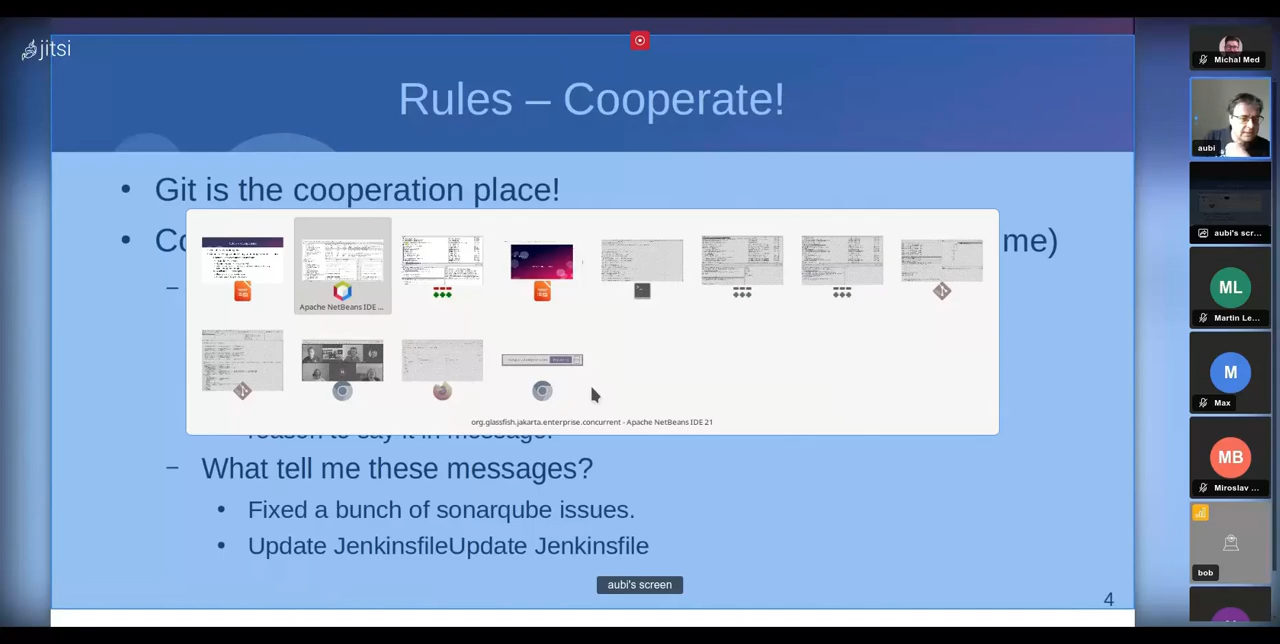 jitsi
Rules – Cooperate!
Git is the cooperation place!
Co
me)
Apache NetBeans IDE ...
org.glassfish.jakarta.enterprise.concurrent - Apache NetBeans IDE 21
reason to say it in message.
What tell me these messages?
Fixed a bunch of sonarqube issues.
Update JenkinsfileUpdate Jenkinsfile
aubi's screen
4
Michal Med
aubi
aubi's scr...
ML
Martin Le...
M
Max
MB
Miroslav ...
bob